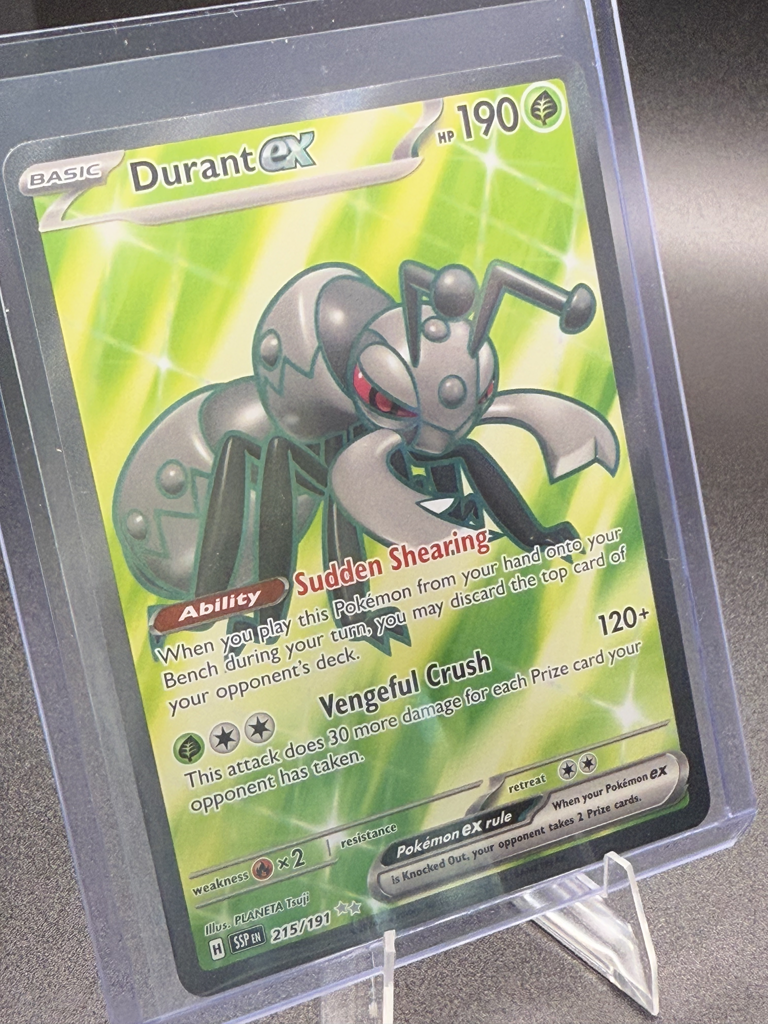 BASIC Durant ex HP 190
Ability Sudden Shearing
When you play this Pokémon from your hand onto your
Bench during your turn, you may discard the top card of
your opponent's deck.
Vengeful Crush 120+
This attack does 30 more damage for each Prize card your
opponent has taken.
weakness ×2 resistance retreat
Pokémon ex rule When your Pokémon ex
is Knocked Out, your opponent takes 2 Prize cards.
Illus. PLANETA Tsuji
H SSP EN 215/191